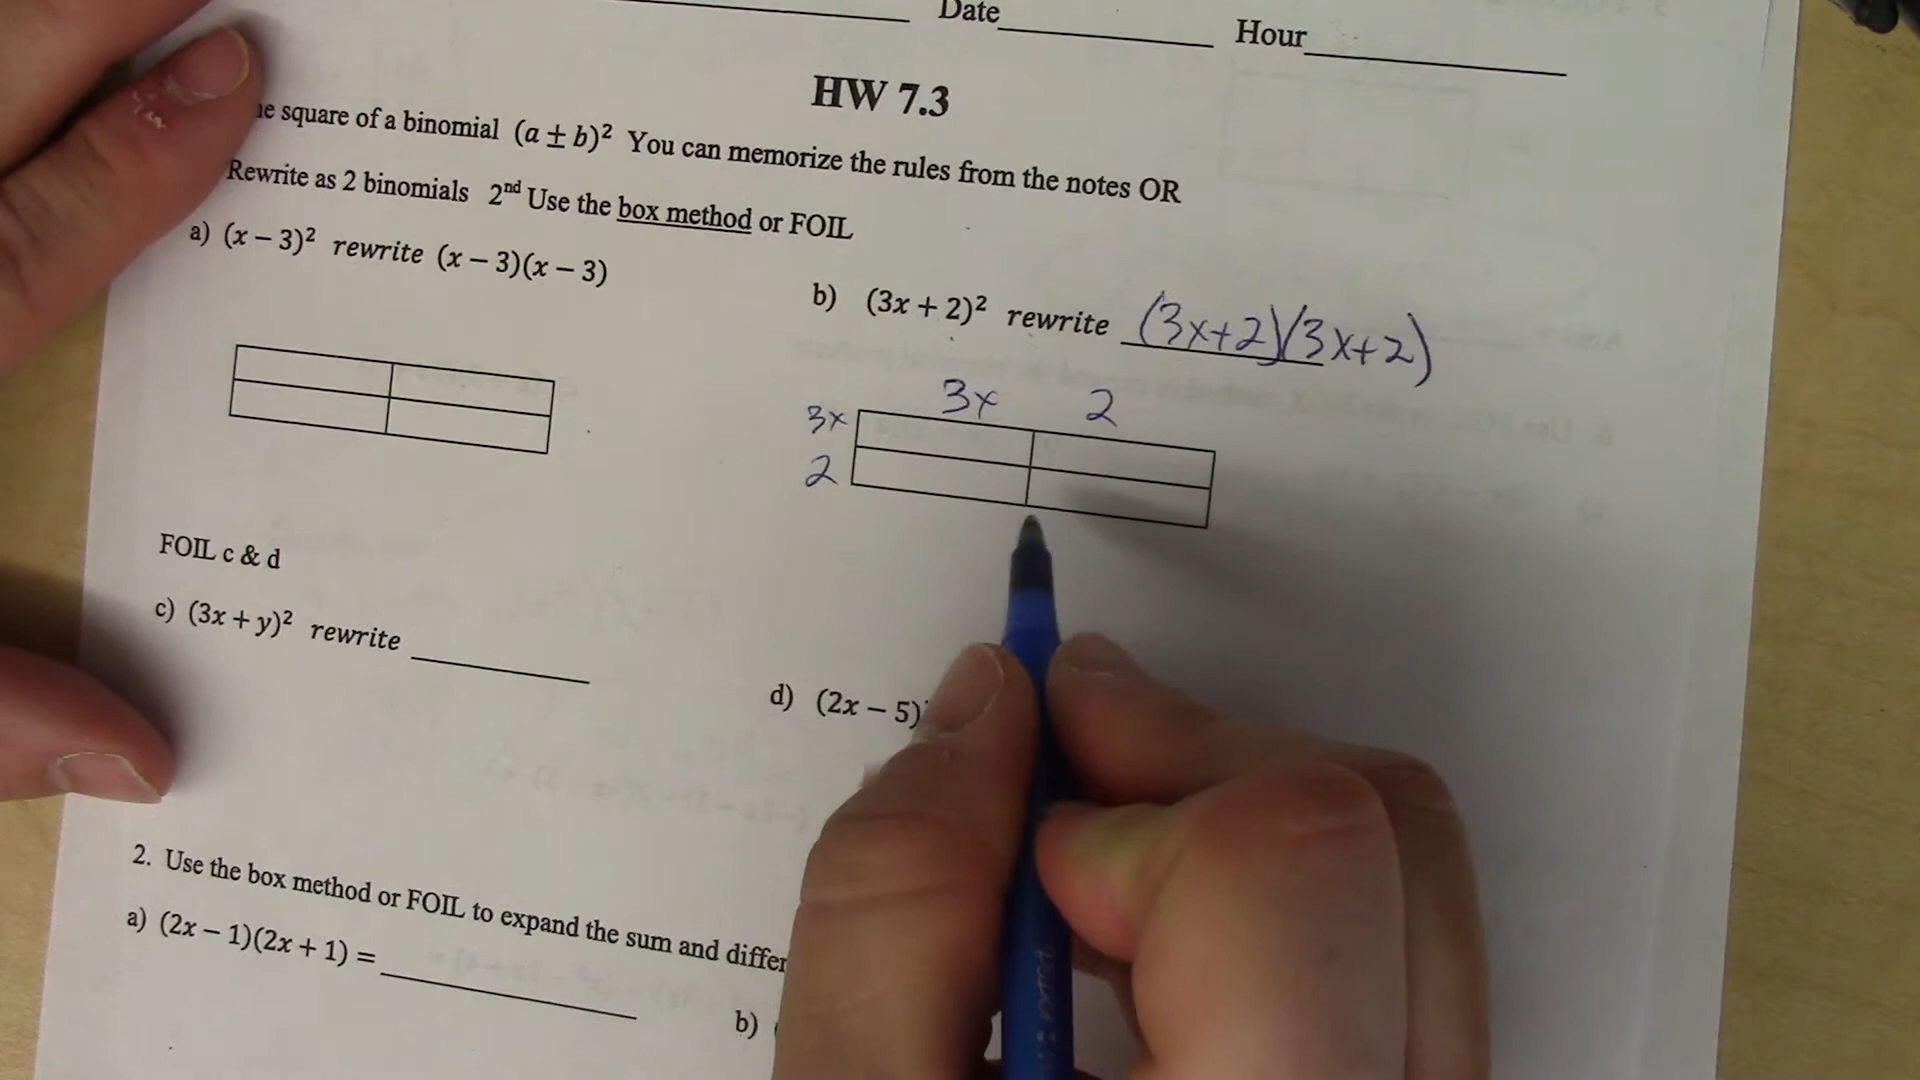 Date Hour
HW 7.3
square of a binomial (a ± b)² You can memorize the rules from the notes OR
Rewrite as 2 binomials 2nd Use the box method or FOIL
a) (x – 3)² rewrite (x – 3)(x – 3)
b) (3x + 2)² rewrite (3x+2)(3x+2)
3x 2
3x
2
FOIL c & d
c) (3x + y)² rewrite
d) (2x – 5)
2. Use the box method or FOIL to expand the sum and differ
a) (2x – 1)(2x + 1) =
b)